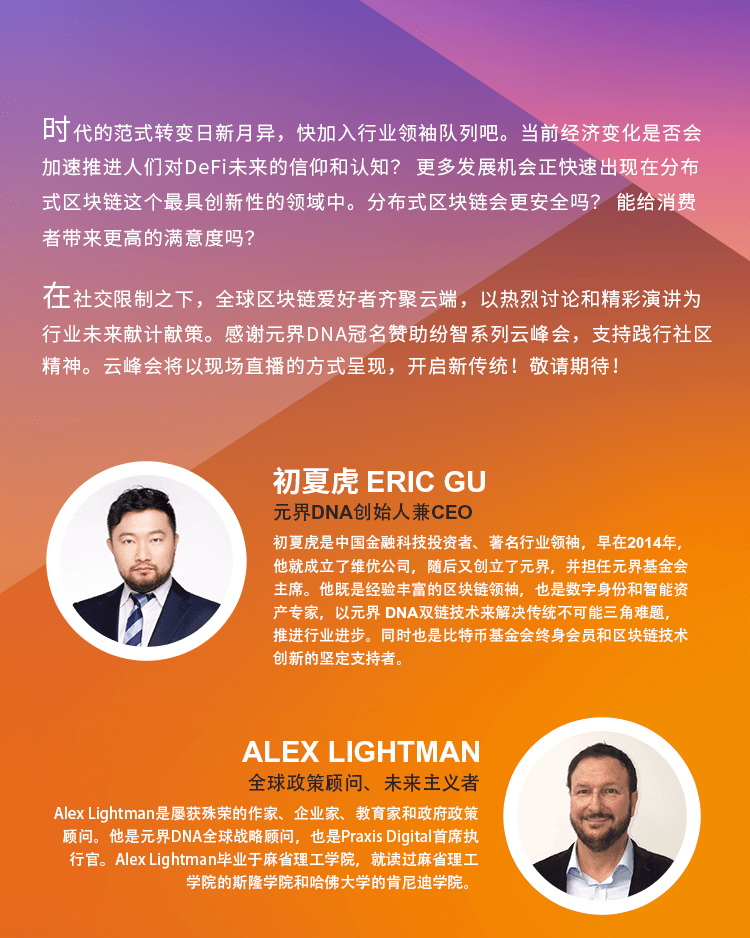 时代的范式转变日新月异，快加入行业领袖队列吧。当前经济变化是否会
加速推进人们对DeFi未来的信仰和认知？ 更多发展机会正快速出现在分布
式区块链这个最具创新性的领域中。分布式区块链会更安全吗？ 能给消费
者带来更高的满意度吗？
在社交限制之下，全球区块链爱好者齐聚云端，以热烈讨论和精彩演讲为
行业未来献计献策。感谢元界DNA冠名赞助纷智系列云峰会，支持践行社区
精神。云峰会将以现场直播的方式呈现，开启新传统！敬请期待！
初夏虎 ERIC GU
元界DNA创始人兼CEO
初夏虎是中国金融科技投资者、著名行业领袖，早在2014年，
他就成立了维优公司，随后又创立了元界，并担任元界基金会
主席。他既是经验丰富的区块链领袖，也是数字身份和智能资
产专家，以元界 DNA双链技术来解决传统不可能三角难题，
推进行业进步。同时也是比特币基金会终身会员和区块链技术
创新的坚定支持者。
ALEX LIGHTMAN
全球政策顾问、未来主义者
Alex Lightman是屡获殊荣的作家、企业家、教育家和政府政策
顾问。他是元界DNA全球战略顾问，也是Praxis Digital首席执
行官。Alex Lightman毕业于麻省理工学院，就读过麻省理工
学院的斯隆学院和哈佛大学的肯尼迪学院。